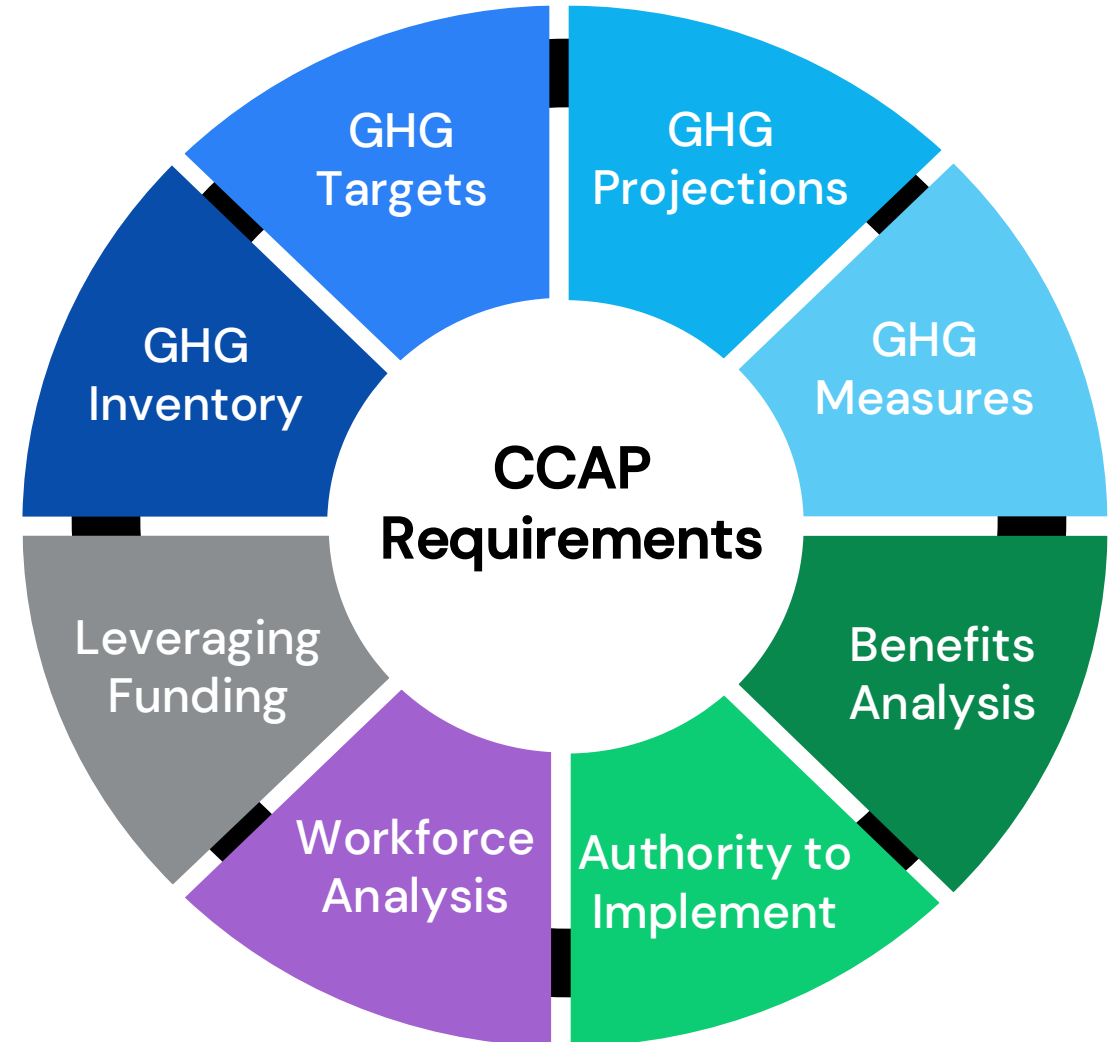 GHG
Targets
GHG
Projections
GHG
Inventory
GHG
Measures
CCAP
Requirements
Leveraging
Funding
Benefits
Analysis
Workforce
Analysis
Authority to
Implement